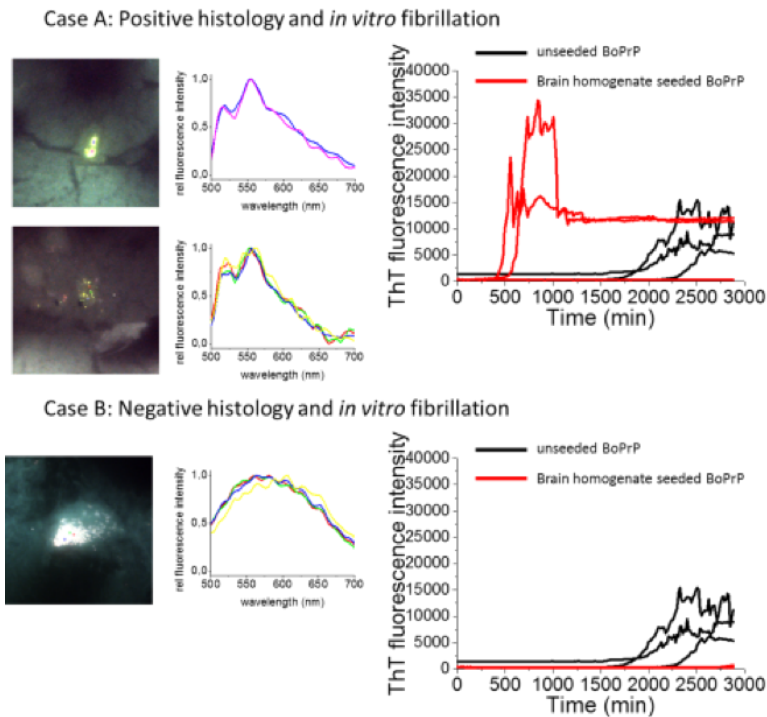 Case A: Positive histology and in vitro fibrillation
rel fluorescence intensity
1,0
0,5
0,0
500 550 600 650 700
wavelength (nm)
rel fluorescence intensity
1,0
0,5
0,0
500 550 600 650 700
wavelength (nm)
unseeded BoPrP
Brain homogenate seeded BoPrP
ThT fluorescence intensity
40000
35000
30000
25000
20000
15000
10000
5000
0
0 500 1000 1500 2000 2500 3000
Time (min)
Case B: Negative histology and in vitro fibrillation
rel fluorescence intensity
1,0
0,5
0,0
500 550 600 650 700
wavelength (nm)
unseeded BoPrP
Brain homogenate seeded BoPrP
ThT fluorescence intensity
40000
35000
30000
25000
20000
15000
10000
5000
0
0 500 1000 1500 2000 2500 3000
Time (min)